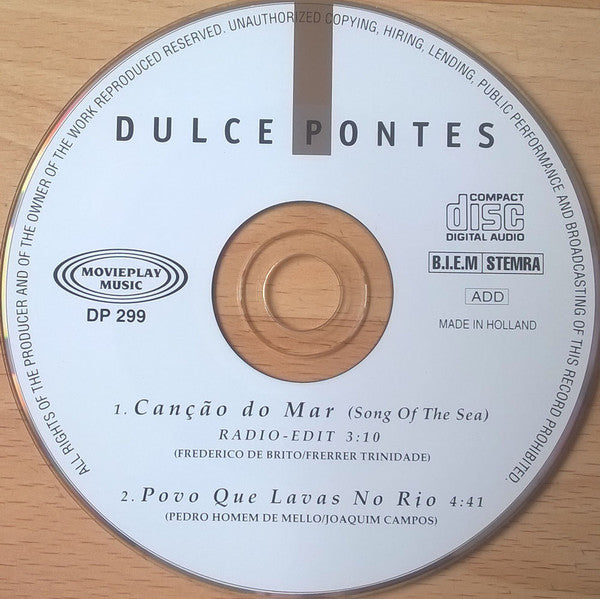 ALL RIGHTS OF THE PRODUCER AND OF THE OWNER OF THE WORK REPRODUCED RESERVED. UNAUTHORIZED COPYING, HIRING, LENDING, PUBLIC PERFORMANCE AND BROADCASTING OF THIS RECORD PROHIBITED.
DULCE PONTES
COMPACT
disc
DIGITAL AUDIO
MOVIEPLAY
MUSIC
DP 299
B.I.E.M STEMRA
ADD
MADE IN HOLLAND
1. Canção do Mar (Song Of The Sea)
RADIO-EDIT 3:10
(FREDERICO DE BRITO/FRERRER TRINIDADE)
2. Povo Que Lavas No Rio 4:41
(PEDRO HOMEM DE MELLO/JOAQUIM CAMPOS)